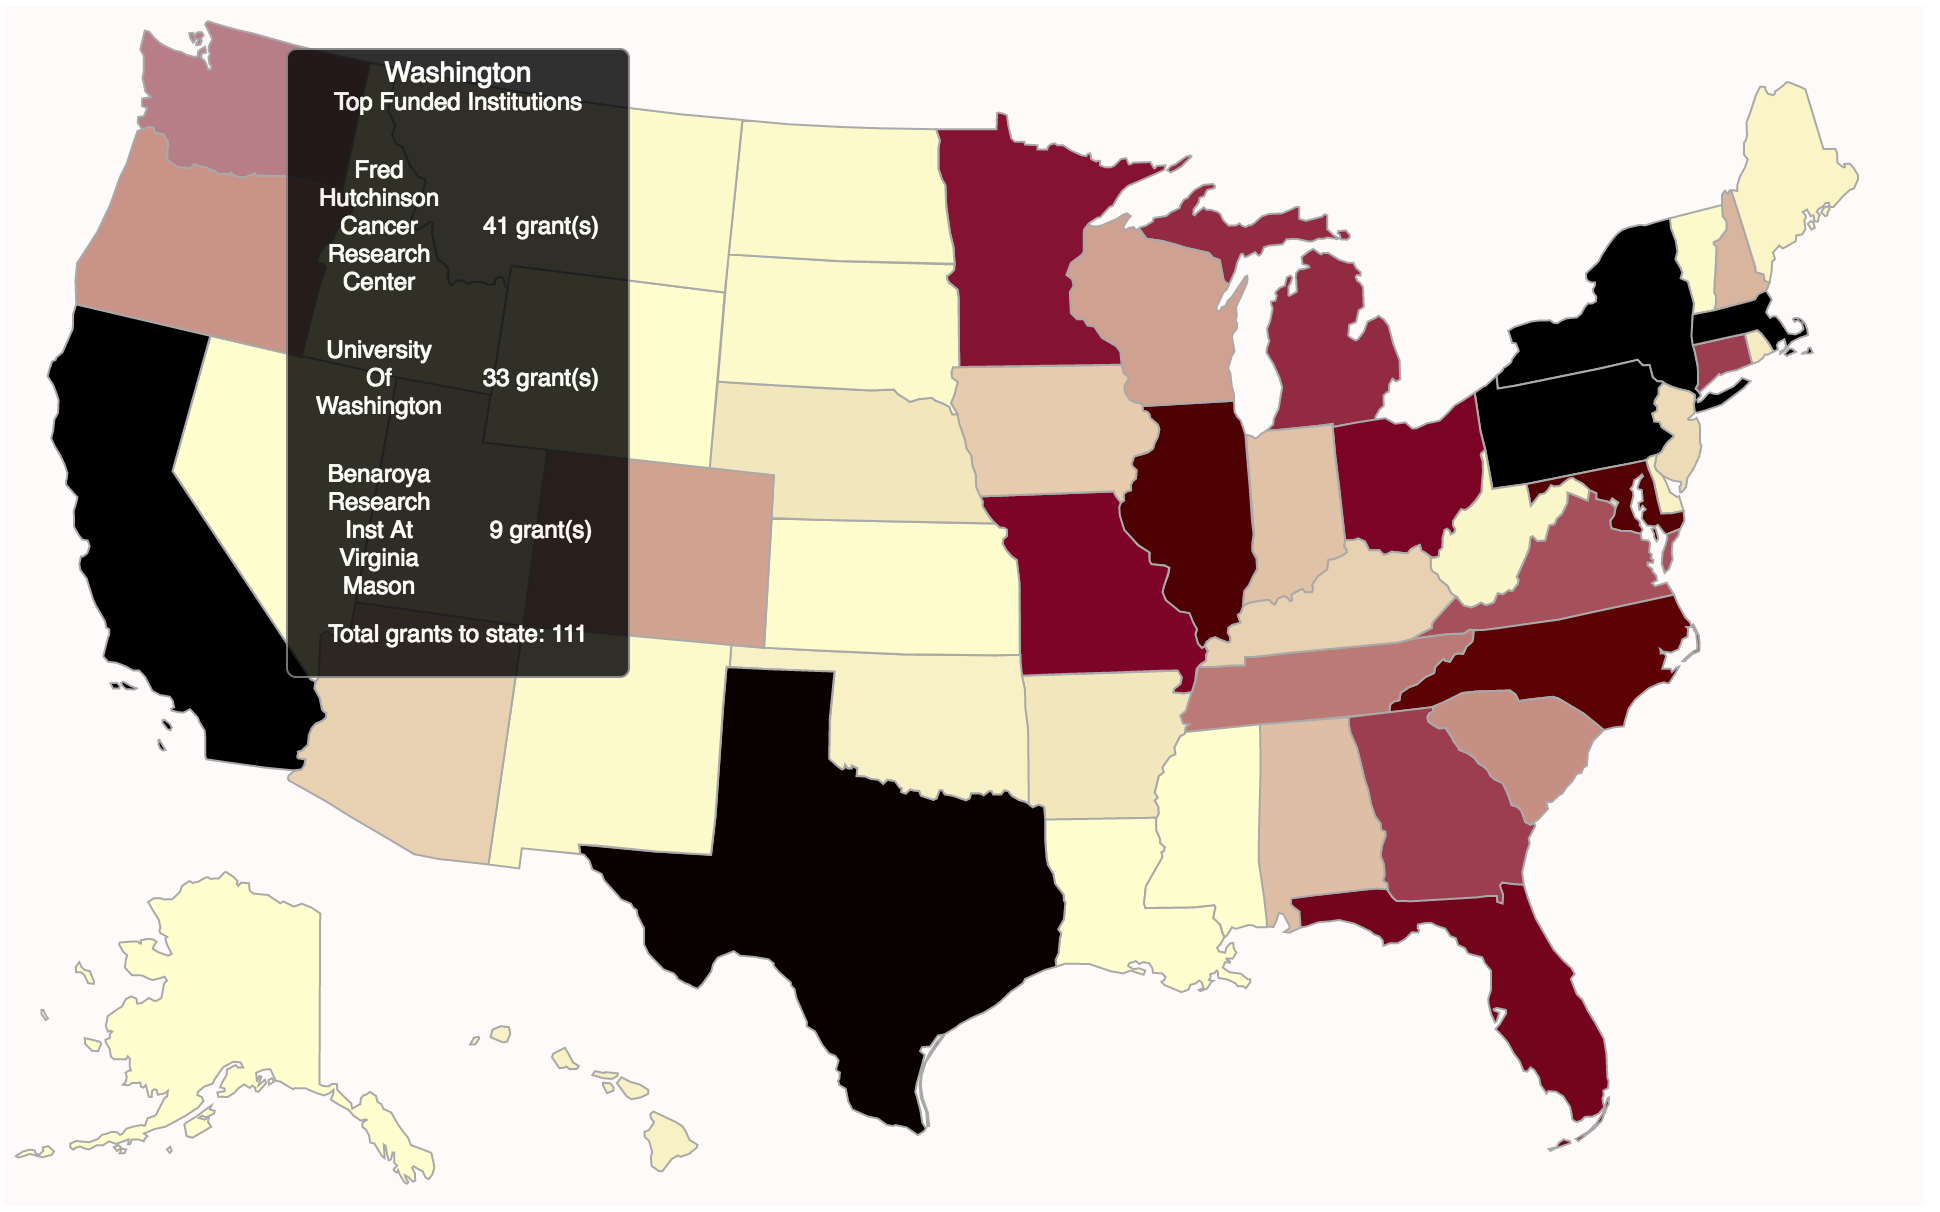 Washington
Top Funded Institutions
Fred
Hutchinson
Cancer
Research
Center
41 grant(s)
University
Of
Washington
33 grant(s)
Benaroya
Research
Inst At
Virginia
Mason
9 grant(s)
Total grants to state: 111